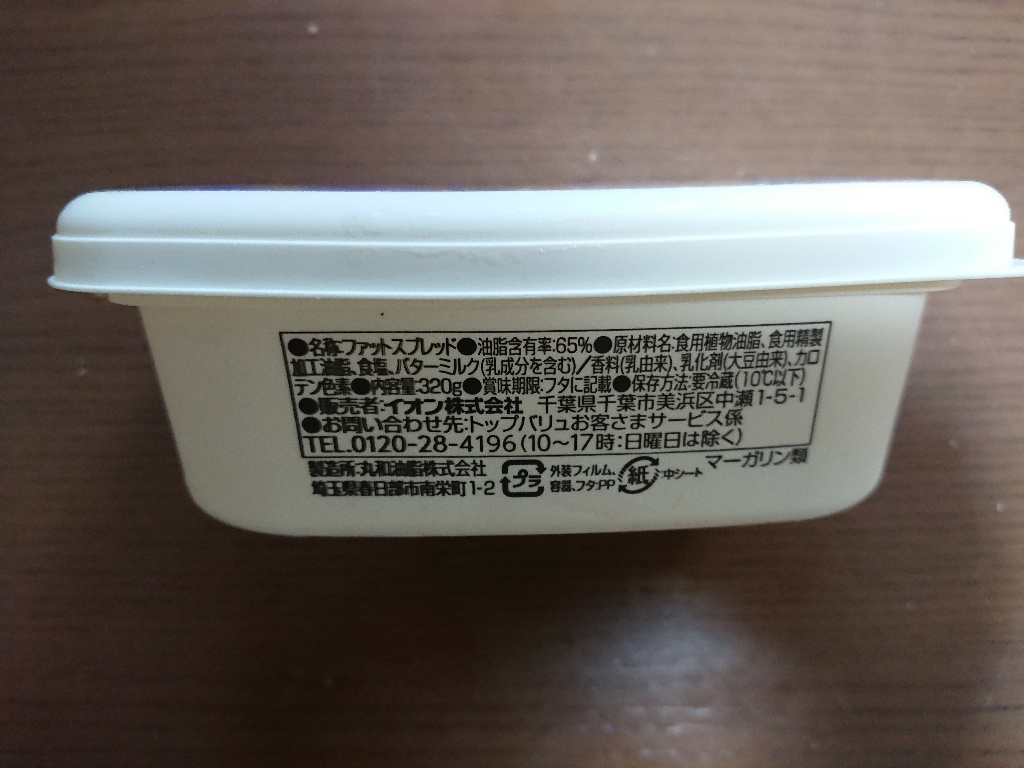 ●名称:ファットスプレッド●油脂含有率:65%●原材料名:食用植物油脂、食用精製
加工油脂、食塩、バターミルク(乳成分を含む)/香料(乳由来)、乳化剤(大豆由来)、カロ
テン色素●内容量:320g●賞味期限:フタに記載●保存方法:要冷蔵(10℃以下)
●販売者:イオン株式会社 千葉県千葉市美浜区中瀬1-5-1
●お問い合わせ先:トップバリュお客さまサービス係
TEL.0120-28-4196(10~17時:日曜日は除く)
マーガリン類
製造所:丸和油脂株式会社
埼玉県春日部市南栄町1-2
プラ
外装フィルム、
容器、フタ:PP
紙
:中シート